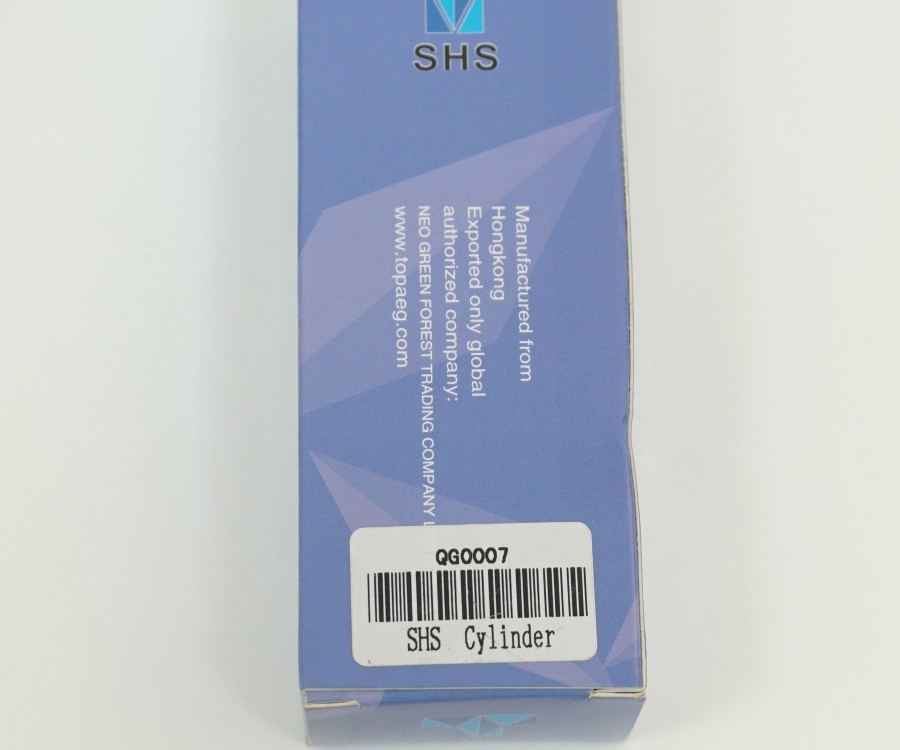 SHS
Manufactured from
Hongkong
Exported only global
authorized company:
NEO GREEN FOREST TRADING COMPANY
www.topaeg.com
QG0007
SHS Cylinder
SHS